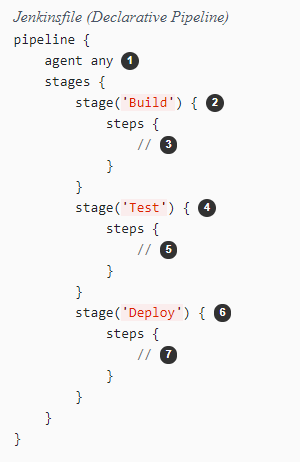 Jenkinsfile (Declarative Pipeline)
pipeline {
    agent any 1
    stages {
        stage('Build') { 2
            steps {
                // 3
            }
        }
        stage('Test') { 4
            steps {
                // 5
            }
        }
        stage('Deploy') { 6
            steps {
                // 7
            }
        }
    }
}